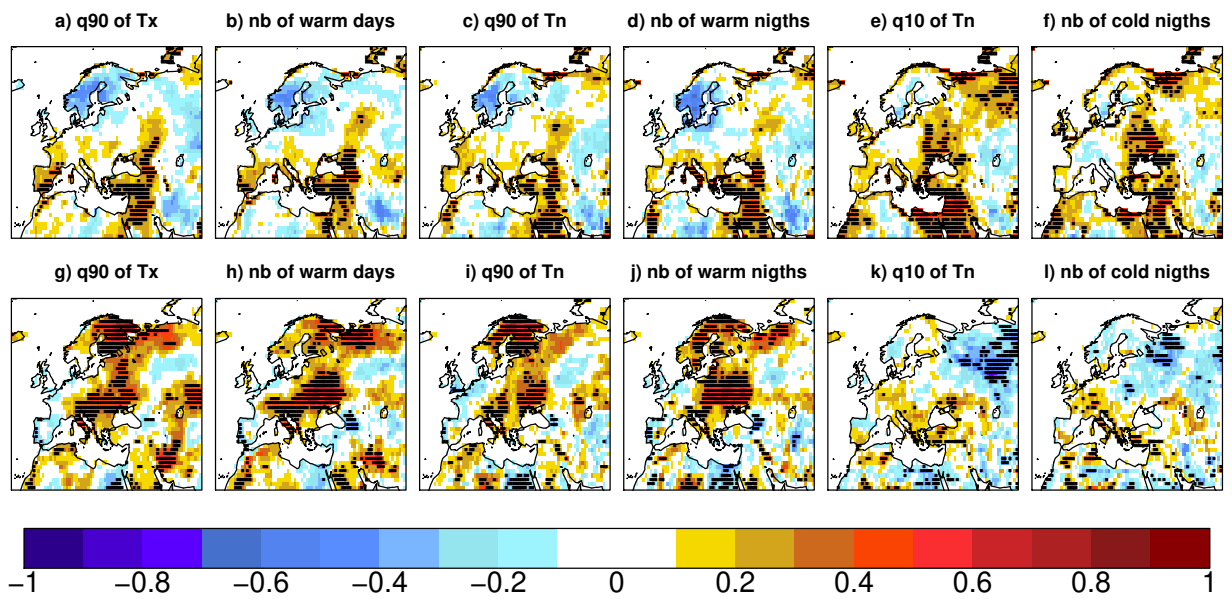 a) q90 of Tx b) nb of warm days c) q90 of Tn d) nb of warm nigths e) q10 of Tn f) nb of cold nigths
g) q90 of Tx h) nb of warm days i) q90 of Tn j) nb of warm nigths k) q10 of Tn l) nb of cold nigths
−1 −0.8 −0.6 −0.4 −0.2 0 0.2 0.4 0.6 0.8 1